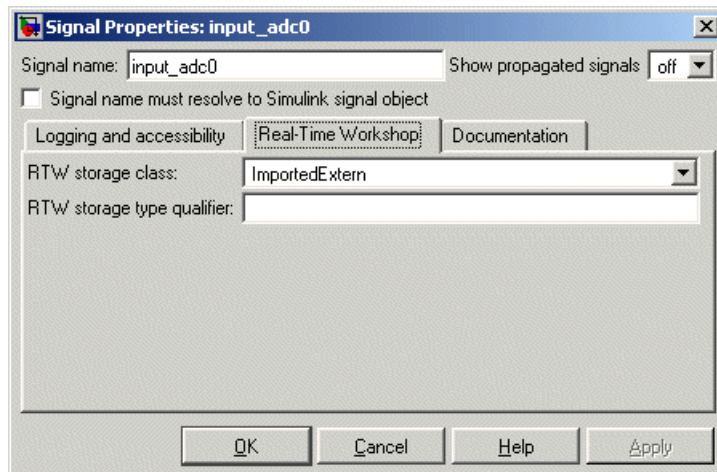 Signal Properties: input_adc0
Signal name: input_adc0 Show propagated signals off
Signal name must resolve to Simulink signal object
Logging and accessibility Real-Time Workshop Documentation
RTW storage class: ImportedExtern
RTW storage type qualifier:
OK Cancel Help Apply